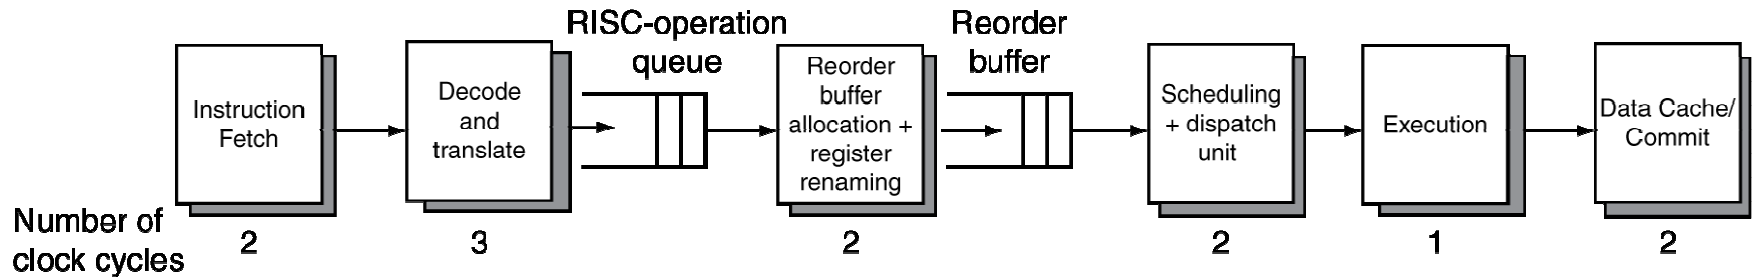 RISC-operation
queue
Reorder
buffer
Instruction
Fetch
Decode
and
translate
Reorder
buffer
allocation +
register
renaming
Scheduling
+ dispatch
unit
Execution
Data Cache/
Commit
Number of
clock cycles
2
3
2
2
1
2